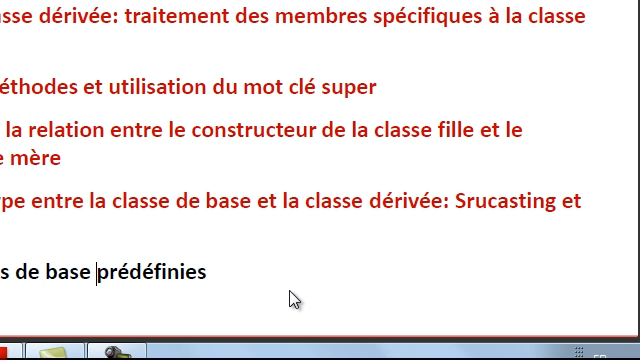 sse dérivée: traitement des membres spécifiques à la classe
éthodes et utilisation du mot clé super
la relation entre le constructeur de la classe fille et le
e mère
pe entre la classe de base et la classe dérivée: Srucasting et
s de base prédéfinies